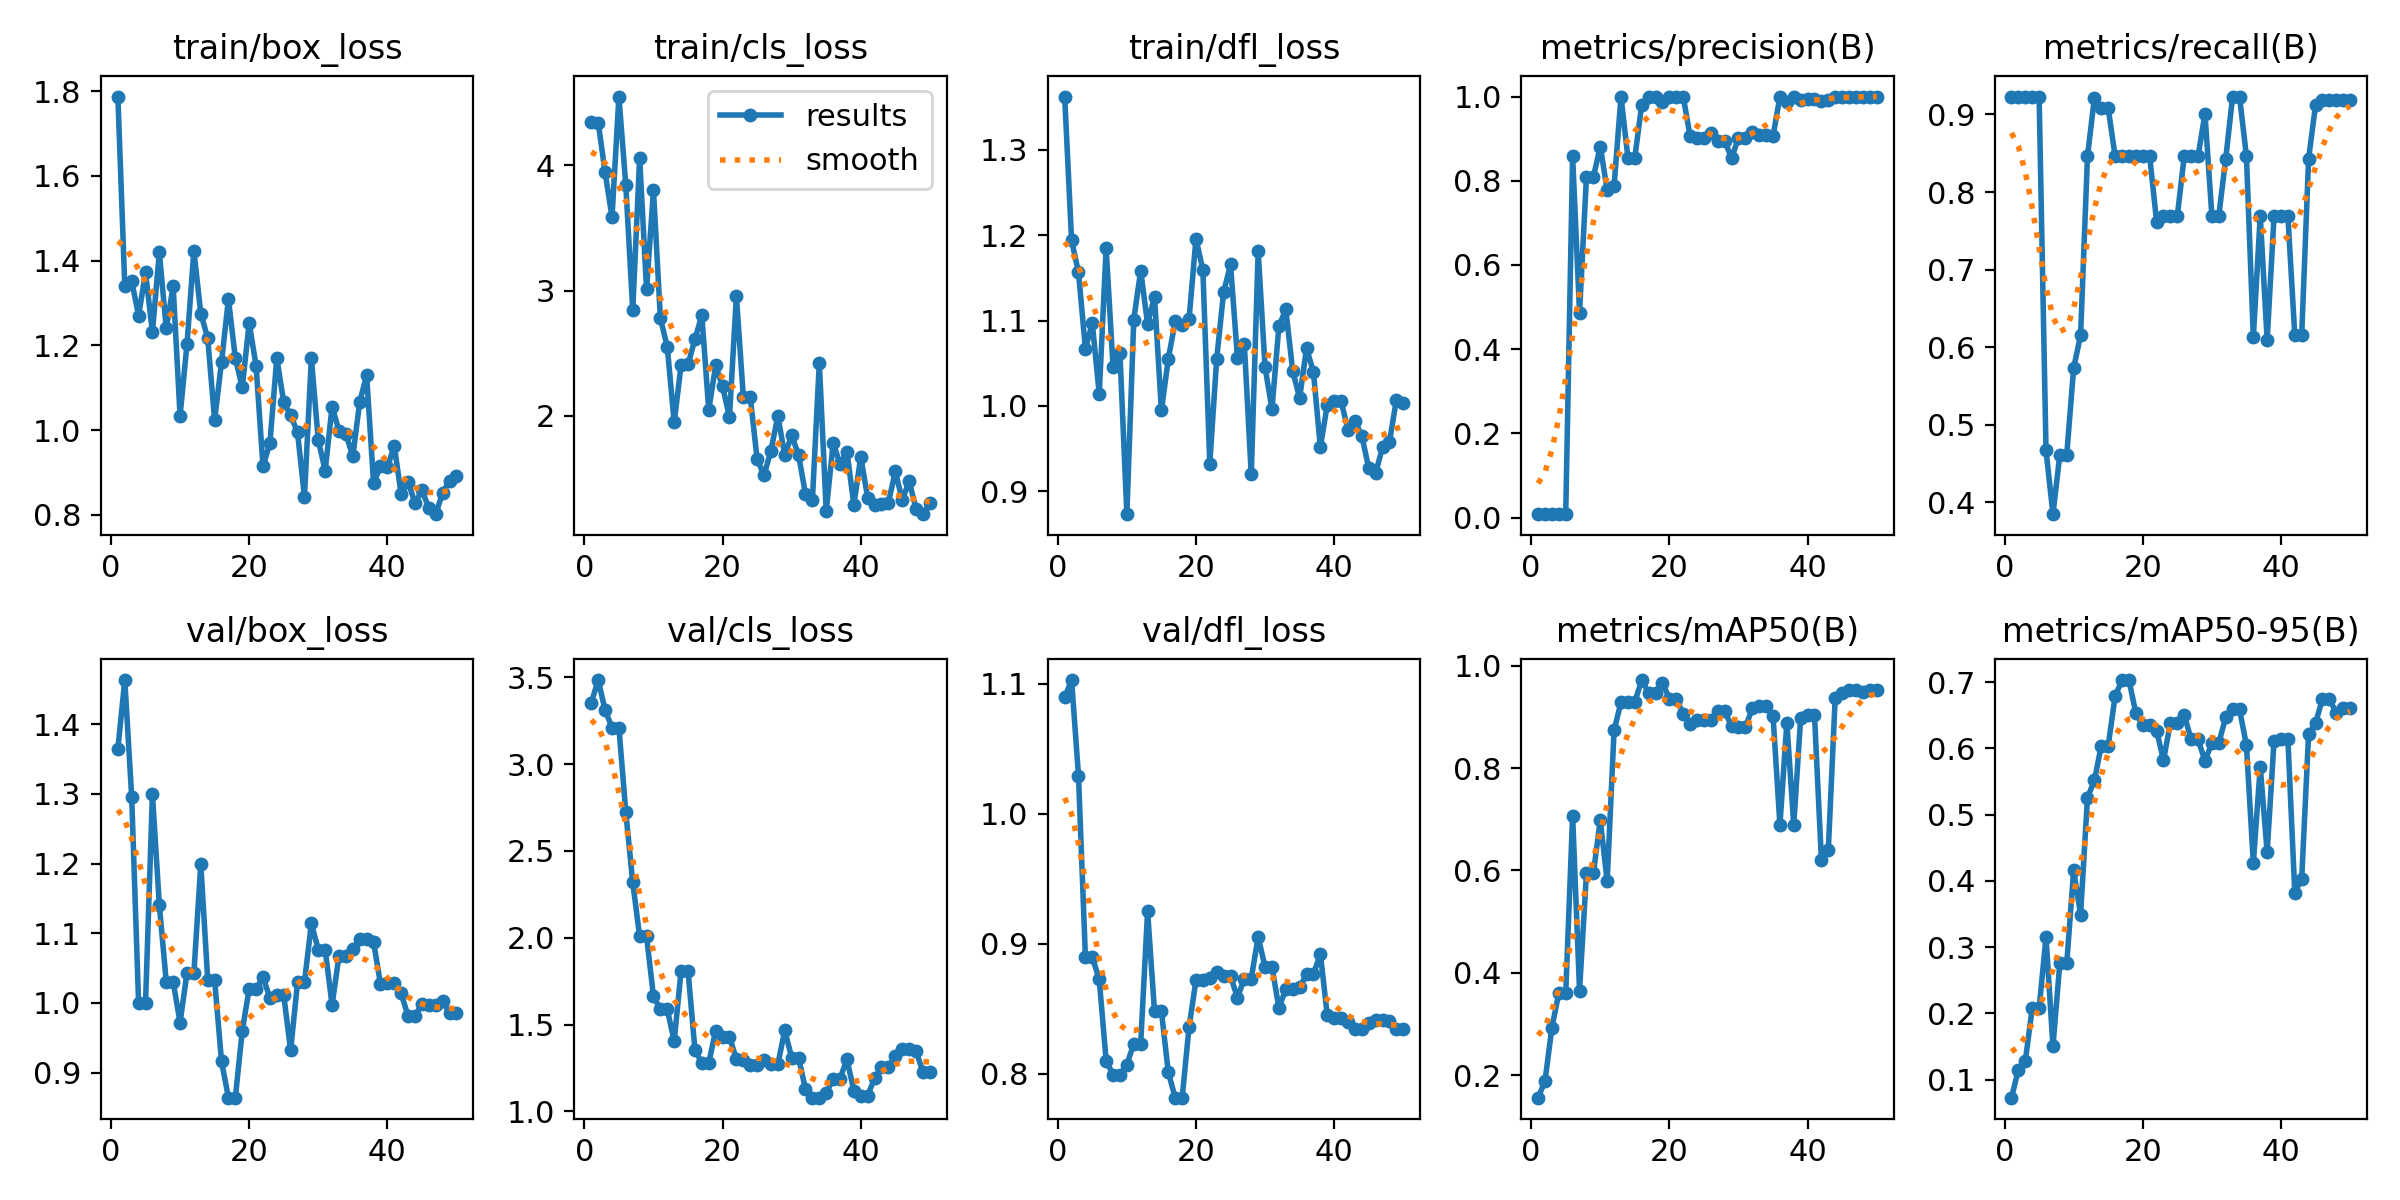 train/box_loss
1.8
1.6
1.4
1.2
1.0
0.8
0 20 40
train/cls_loss
results
smooth
4
3
2
0 20 40
train/dfl_loss
1.3
1.2
1.1
1.0
0.9
0 20 40
metrics/precision(B)
1.0
0.8
0.6
0.4
0.2
0.0
0 20 40
metrics/recall(B)
0.9
0.8
0.7
0.6
0.5
0.4
0 20 40
val/box_loss
1.4
1.3
1.2
1.1
1.0
0.9
0 20 40
val/cls_loss
3.5
3.0
2.5
2.0
1.5
1.0
0 20 40
val/dfl_loss
1.1
1.0
0.9
0.8
0 20 40
metrics/mAP50(B)
1.0
0.8
0.6
0.4
0.2
0 20 40
metrics/mAP50-95(B)
0.7
0.6
0.5
0.4
0.3
0.2
0.1
0 20 40